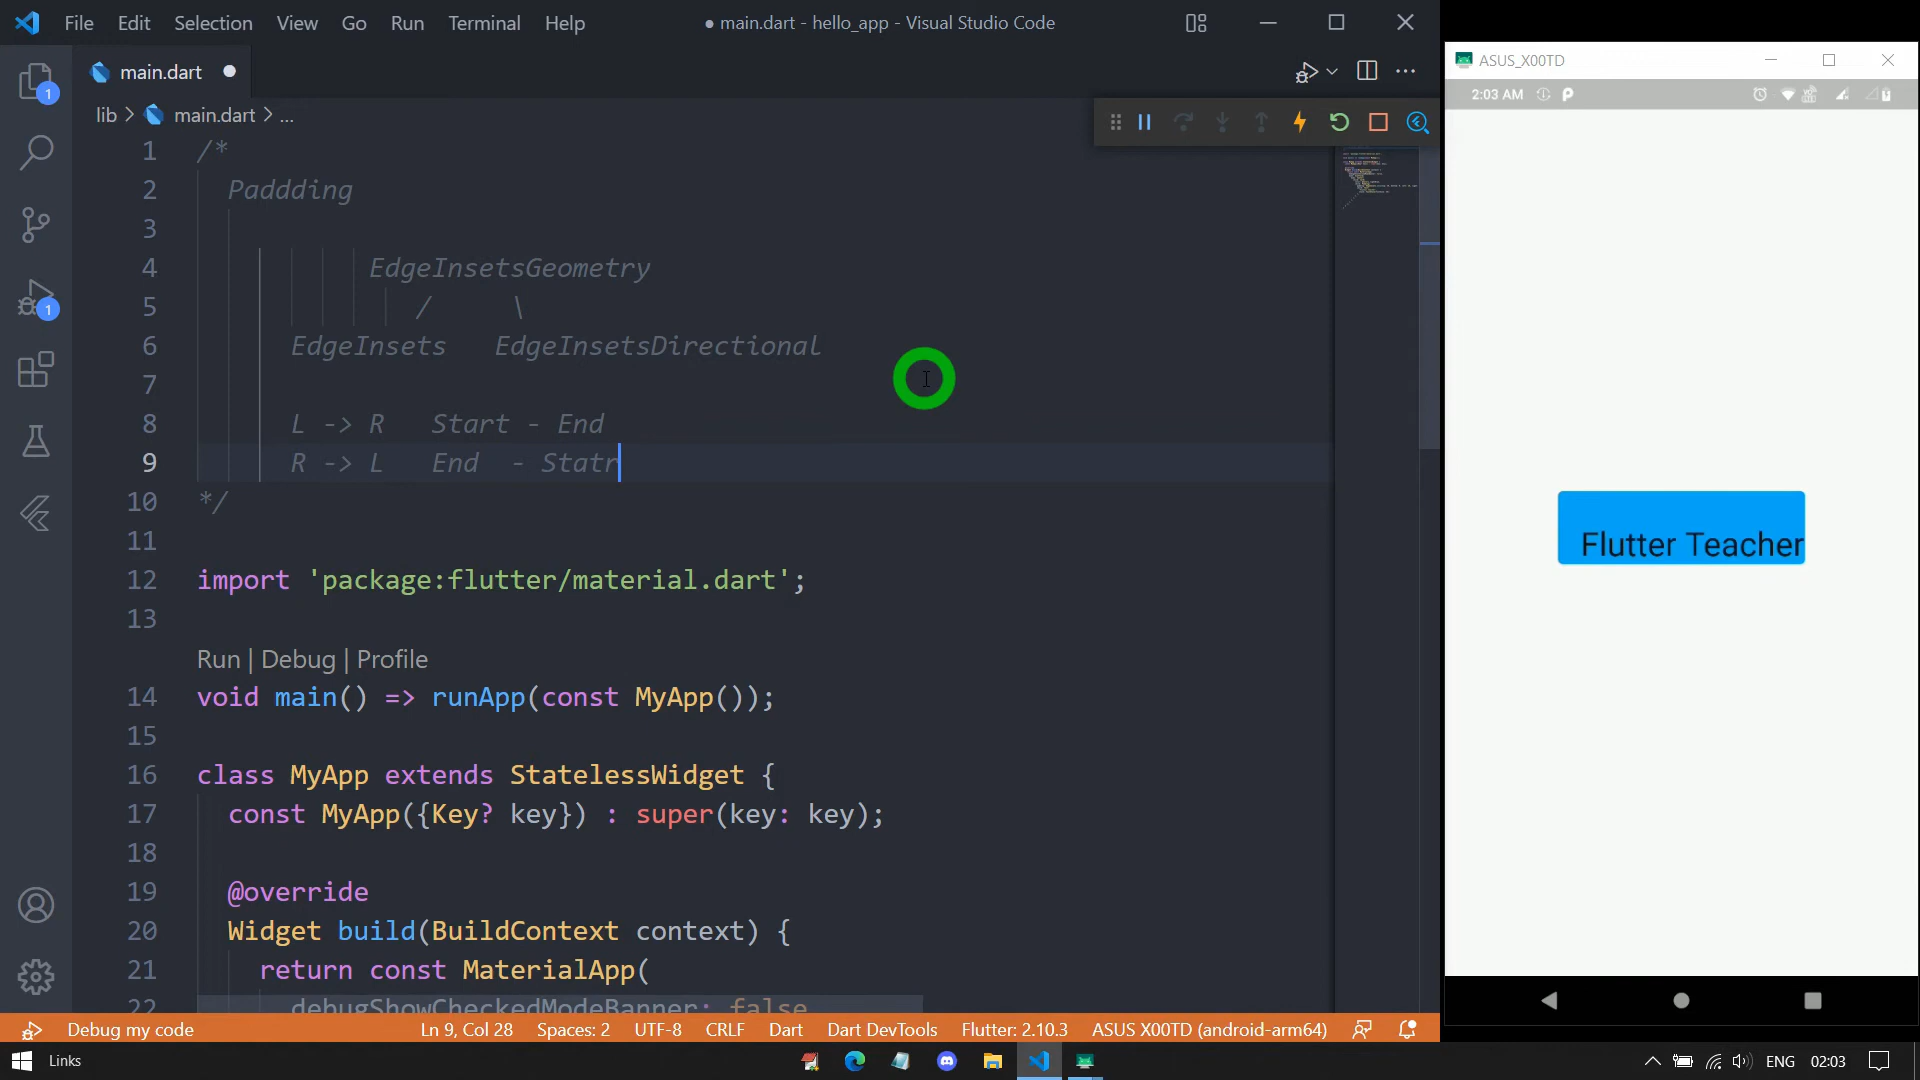 File Edit Selection View Go Run Terminal Help
● main.dart - hello_app - Visual Studio Code
main.dart
lib > main.dart > ...
1 /*
2 Paddding
3
4 EdgeInsetsGeometry
5 / \
6 EdgeInsets EdgeInsetsDirectional
7
8 L -> R Start - End
9 R -> L End - Statr
10 */
11
12 import 'package:flutter/material.dart';
13
Run | Debug | Profile
14 void main() => runApp(const MyApp());
15
16 class MyApp extends StatelessWidget {
17 const MyApp({Key? key}) : super(key: key);
18
19 @override
20 Widget build(BuildContext context) {
21 return const MaterialApp(
22 debugShowCheckedModeBanner: false
1
1
Debug my code Ln 9, Col 28 Spaces: 2 UTF-8 CRLF Dart Dart DevTools Flutter: 2.10.3 ASUS X00TD (android-arm64)
ASUS_X00TD
2:03 AM
Flutter Teacher
Links ENG 02:03